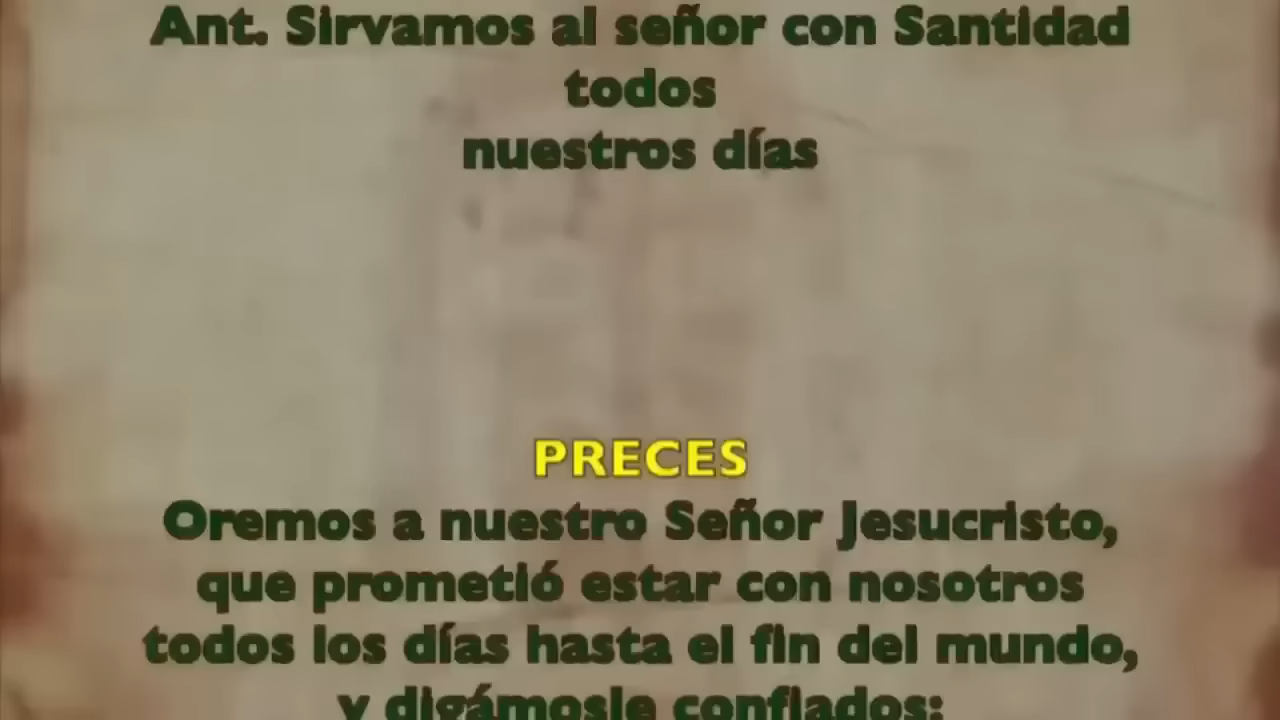 Ant. Sirvamos al señor con Santidad
todos
nuestros días
PRECES
Oremos a nuestro Señor Jesucristo,
que prometió estar con nosotros
todos los días hasta el fin del mundo,
y digámosle confiados: